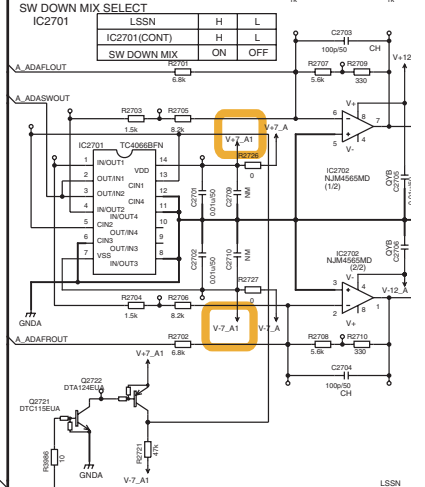 SW DOWN MIX SELECT
IC2701
LSSN H L
IC2701(CONT) H L
SW DOWN MIX ON OFF
C2703
100p/50 CH
V+12
A_ADAFLOUT
R2701
6.8k
R2707 R2709
5.6k 330
A_ADASWOUT
R2703 R2705
1.5k 8.2k
V+7_A1
V+7_A
6
5
7
8
4
V+
V-
IC2702
NJM4565MD
(1/2)
IC2701 TC4066BFN
1 IN/OUT1
2 OUT/IN1
3 OUT/IN2
4 IN/OUT2
5 CIN2
6 CIN3
7 VSS
VDD 14
CIN1 13
CIN4 12
IN/OUT4 11
OUT/IN4 10
OUT/IN3 9
IN/OUT3 8
R2726
0
C2701
0.01u/50
C2709
NM
C2702
0.01u/50
C2710
NM
QYB
C2705
0.01u/50
QYB
C2706
R2727
0
IC2702
NJM4565MD
(2/2)
V-
3
2
4
8
1
V+
V-12_A
GNDA
R2704 R2706
1.5k 8.2k
V-7_A1
V-7_A
A_ADAFROUT
R2702
6.8k
R2708 R2710
5.6k 330
V+7_A1
C2704
100p/50
CH
Q2722
DTA124EUA
Q2721
DTC115EUA
R3986
10
GNDA
R2721
47k
V-7_A1
LSSN